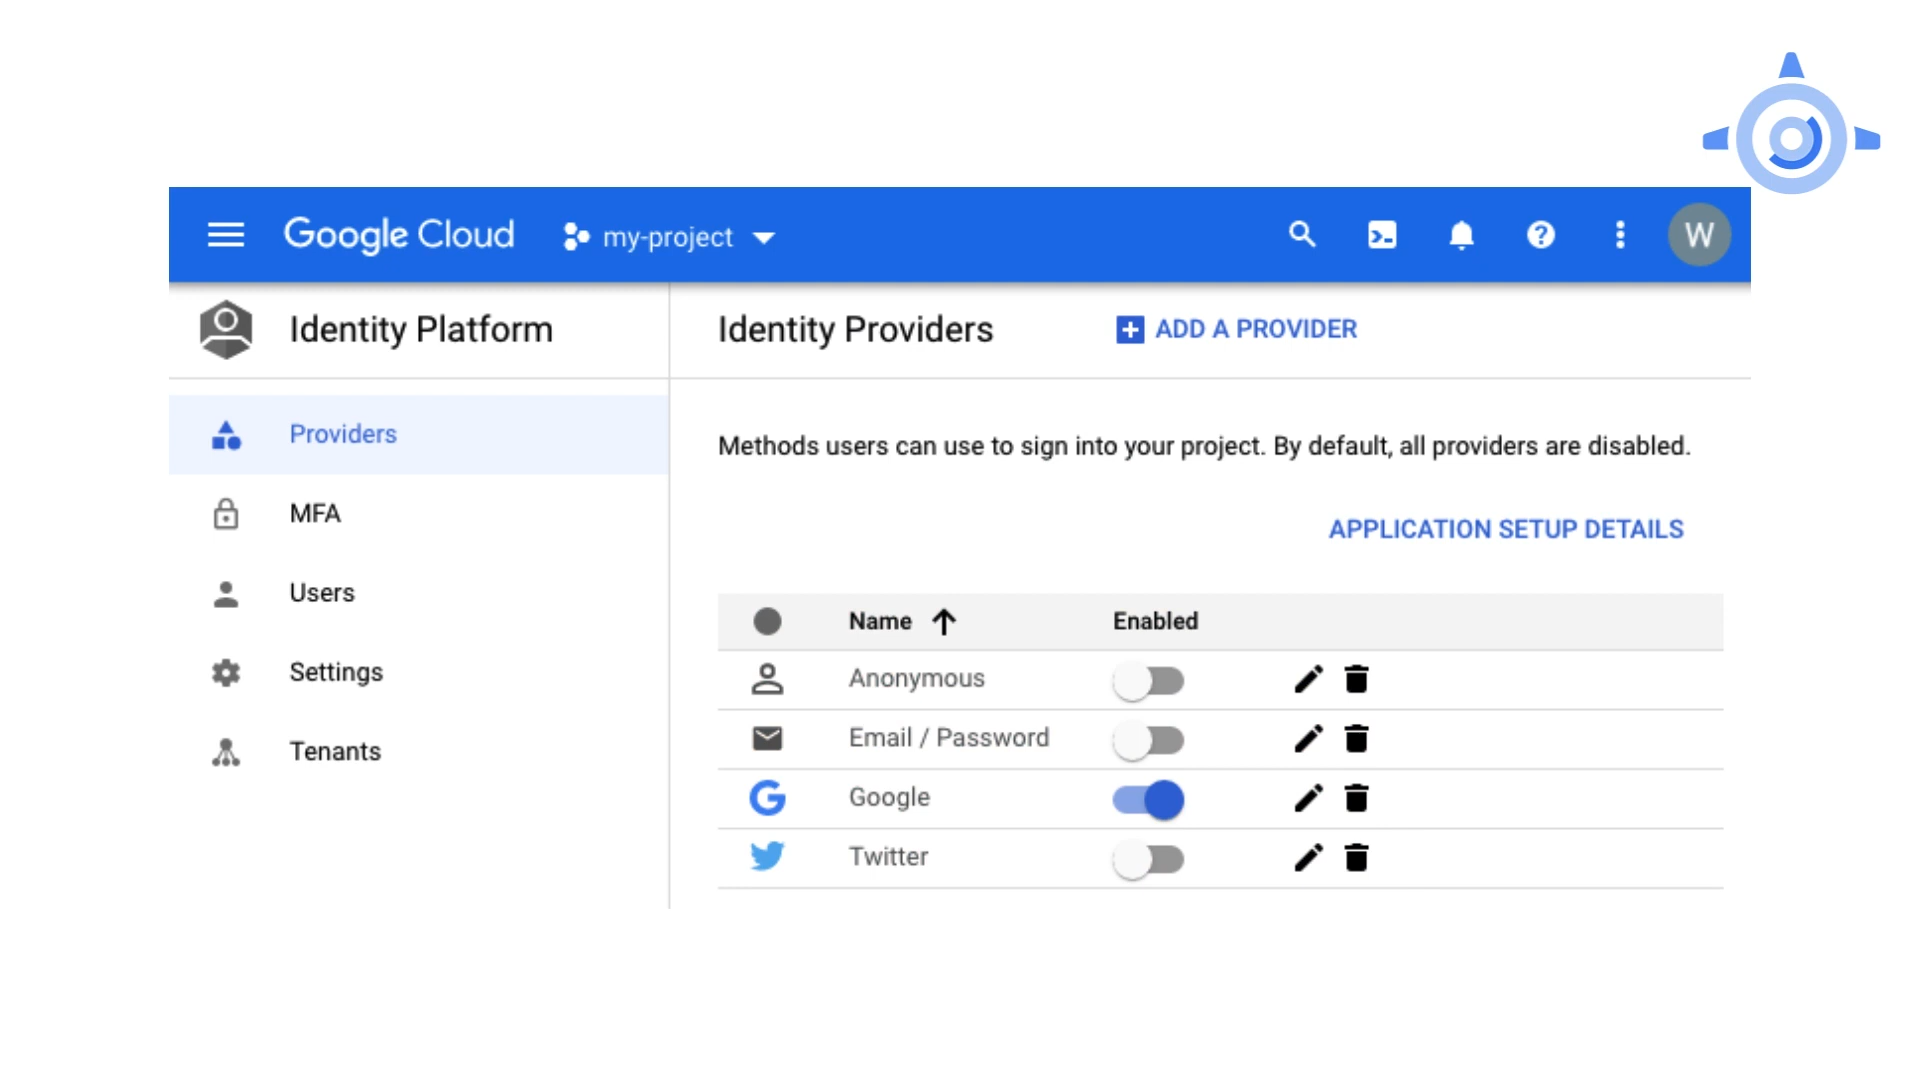 Google Cloud
my-project
W
Identity Platform
Identity Providers
ADD A PROVIDER
Providers
MFA
Users
Settings
Tenants
Methods users can use to sign into your project. By default, all providers are disabled.
APPLICATION SETUP DETAILS
Name Enabled
Anonymous
Email / Password
Google
Twitter